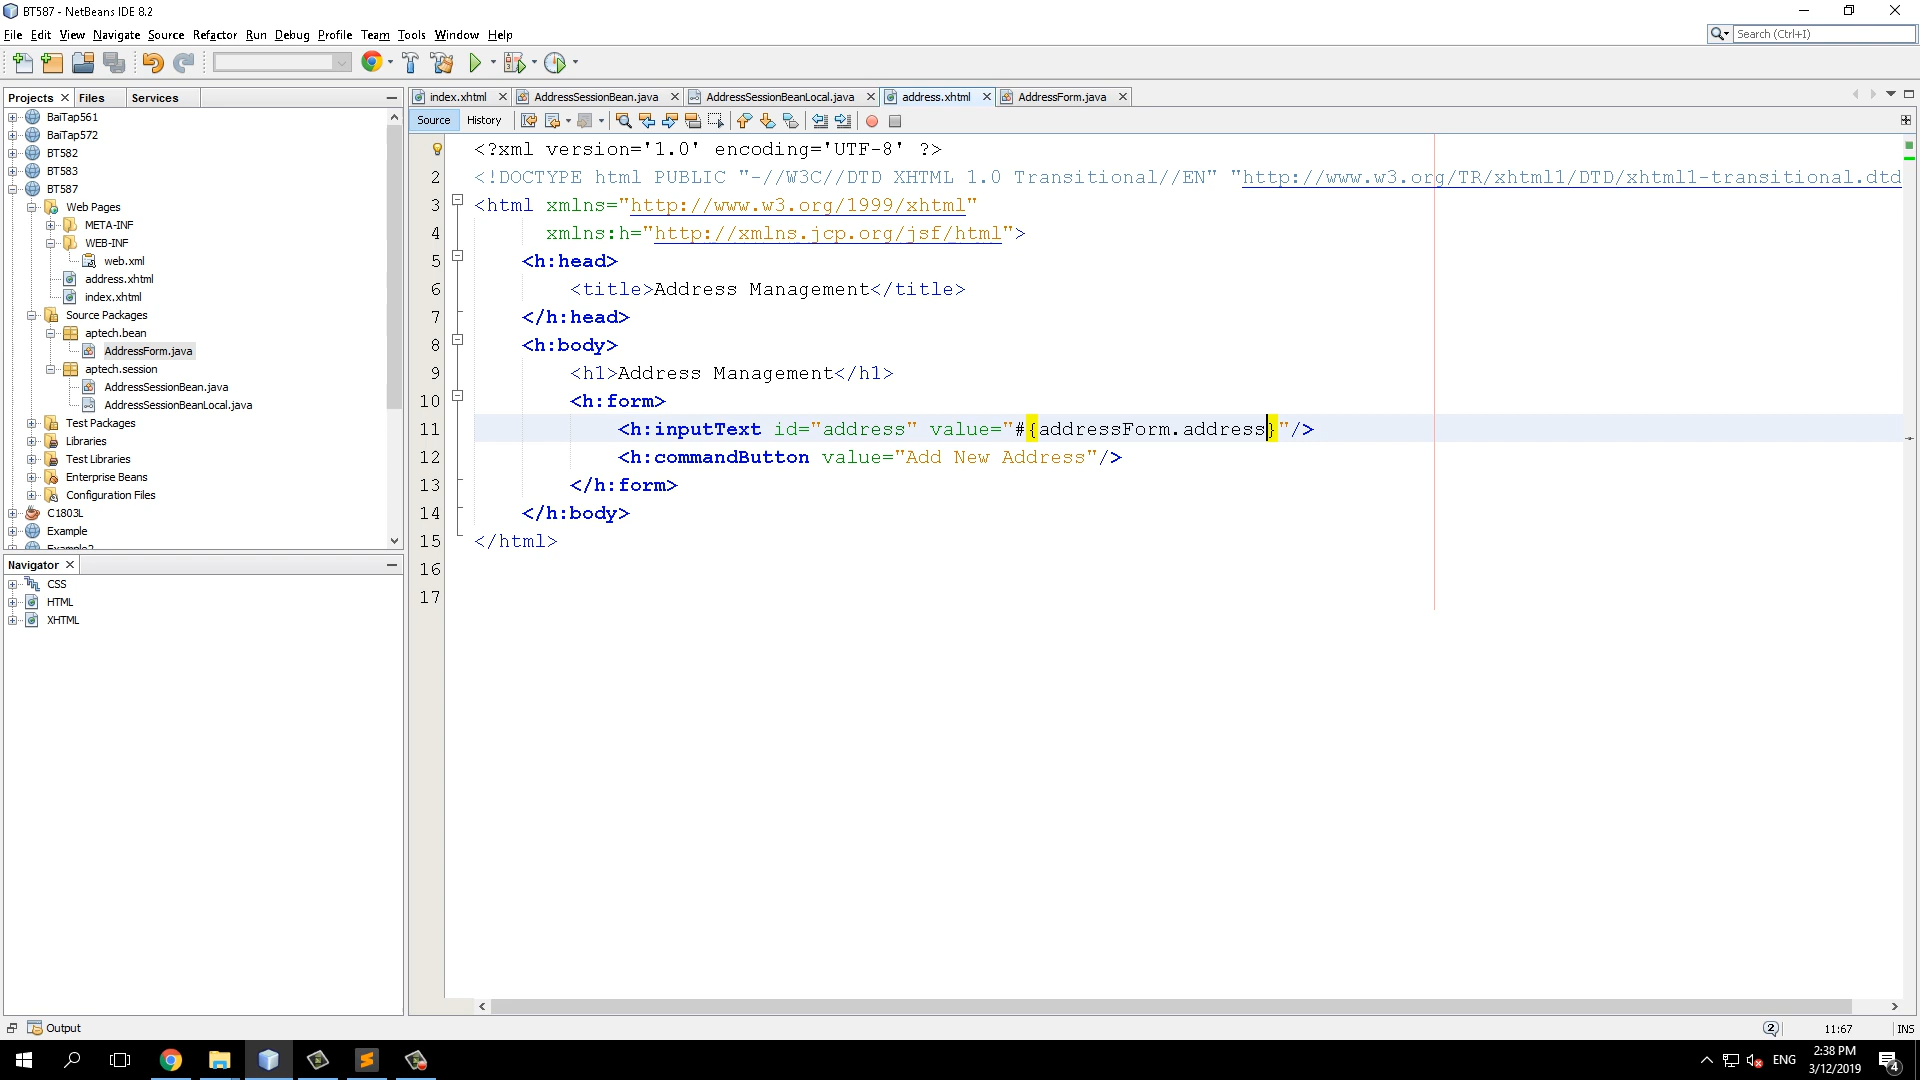 BT587 - NetBeans IDE 8.2
File Edit View Navigate Source Refactor Run Debug Profile Team Tools Window Help
Search (Ctrl+I)
Projects Files Services
index.xhtml AddressSessionBean.java AddressSessionBeanLocal.java address.xhtml AddressForm.java
Source History
BaiTap561
BaiTap572
BT582
BT583
BT587
Web Pages
META-INF
WEB-INF
web.xml
address.xhtml
index.xhtml
Source Packages
aptech.bean
AddressForm.java
aptech.session
AddressSessionBean.java
AddressSessionBeanLocal.java
Test Packages
Libraries
Test Libraries
Enterprise Beans
Configuration Files
C1803L
Example
Example2
Navigator
CSS
HTML
XHTML
<?xml version='1.0' encoding='UTF-8' ?>
2 <!DOCTYPE html PUBLIC "-//W3C//DTD XHTML 1.0 Transitional//EN" "http://www.w3.org/TR/xhtml1/DTD/xhtml1-transitional.dtd
3 <html xmlns="http://www.w3.org/1999/xhtml"
4 xmlns:h="http://xmlns.jcp.org/jsf/html">
5 <h:head>
6 <title>Address Management</title>
7 </h:head>
8 <h:body>
9 <h1>Address Management</h1>
10 <h:form>
11 <h:inputText id="address" value="#{addressForm.address}"/>
12 <h:commandButton value="Add New Address"/>
13 </h:form>
14 </h:body>
15 </html>
16
17
Output
2
11:67
INS
ENG
2:38 PM
3/12/2019
4